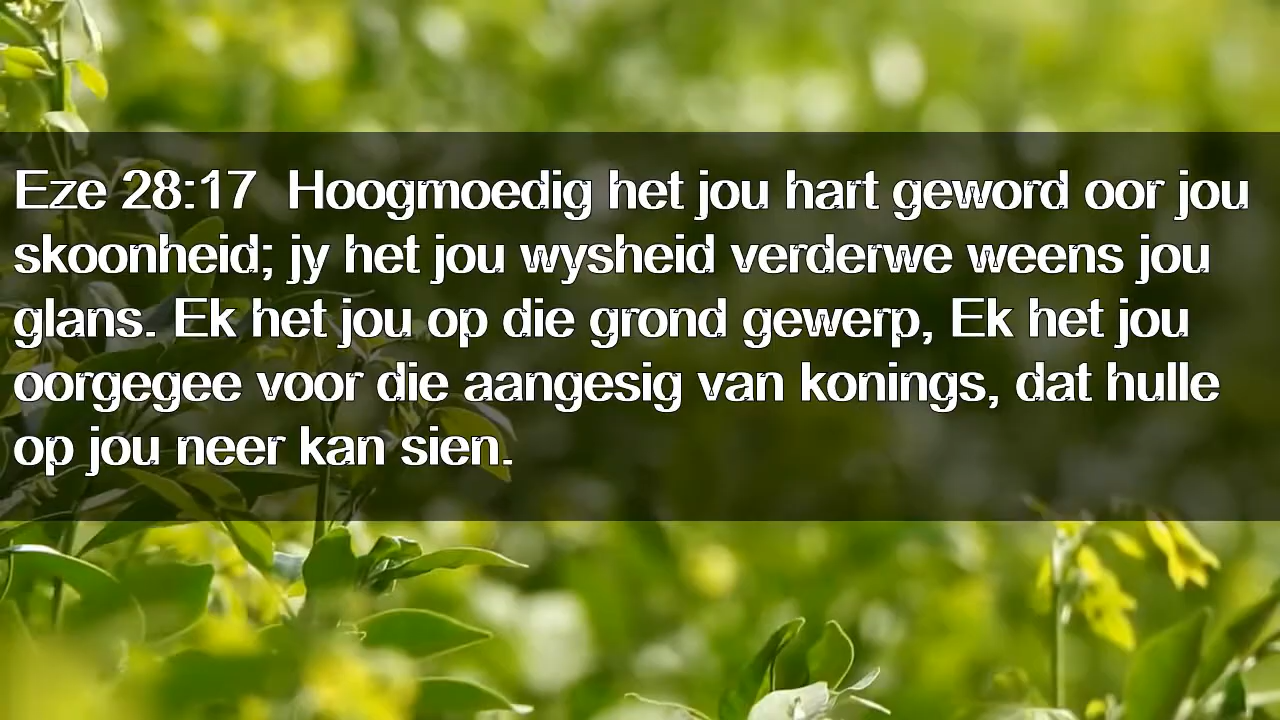 Eze 28:17  Hoogmoedig het jou hart geword oor jou
skoonheid; jy het jou wysheid verderwe weens jou
glans. Ek het jou op die grond gewerp, Ek het jou
oorgegee voor die aangesig van konings, dat hulle
op jou neer kan sien.